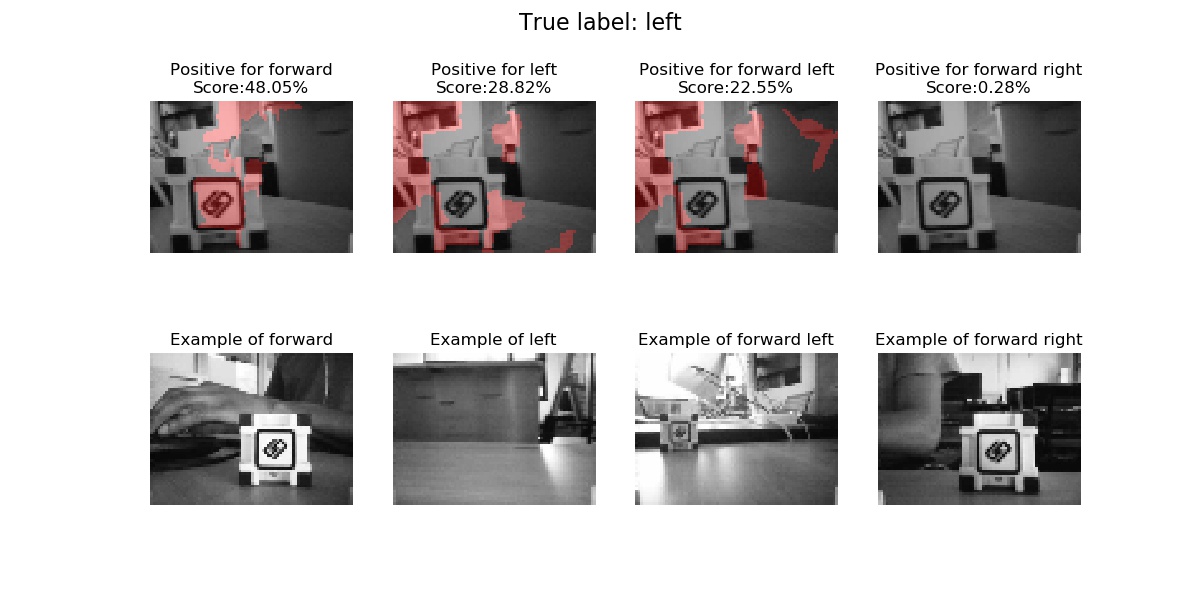 True label: left
Positive for forward
Score:48.05%
Positive for left
Score:28.82%
Positive for forward left
Score:22.55%
Positive for forward right
Score:0.28%
Example of forward
Example of left
Example of forward left
Example of forward right